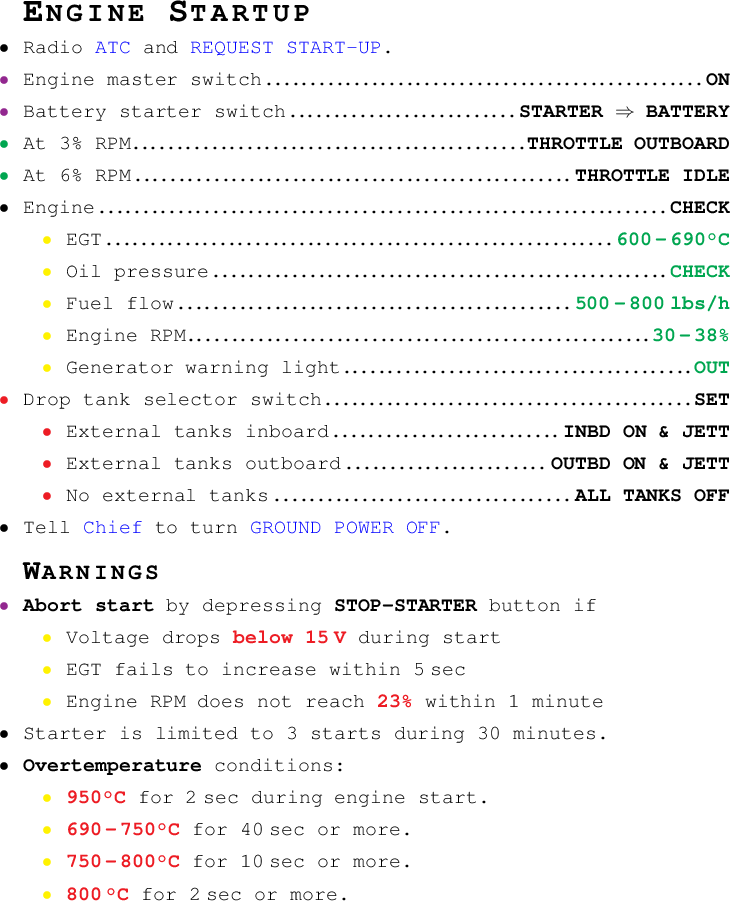 ENGINE STARTUP
• Radio ATC and REQUEST START-UP.
• Engine master switch..................................................ON
• Battery starter switch..........................STARTER ⇒ BATTERY
• At 3% RPM.............................................THROTTLE OUTBOARD
• At 6% RPM..................................................THROTTLE IDLE
• Engine.................................................................CHECK
• EGT..........................................................600–690°C
• Oil pressure....................................................CHECK
• Fuel flow.............................................500–800 lbs/h
• Engine RPM.....................................................30–38%
• Generator warning light........................................OUT
• Drop tank selector switch..........................................SET
• External tanks inboard..........................INBD ON & JETT
• External tanks outboard.......................OUTBD ON & JETT
• No external tanks..................................ALL TANKS OFF
• Tell Chief to turn GROUND POWER OFF.
WARNINGS
• Abort start by depressing STOP-STARTER button if
• Voltage drops below 15 V during start
• EGT fails to increase within 5 sec
• Engine RPM does not reach 23% within 1 minute
• Starter is limited to 3 starts during 30 minutes.
• Overtemperature conditions:
• 950°C for 2 sec during engine start.
• 690–750°C for 40 sec or more.
• 750–800°C for 10 sec or more.
• 800 °C for 2 sec or more.